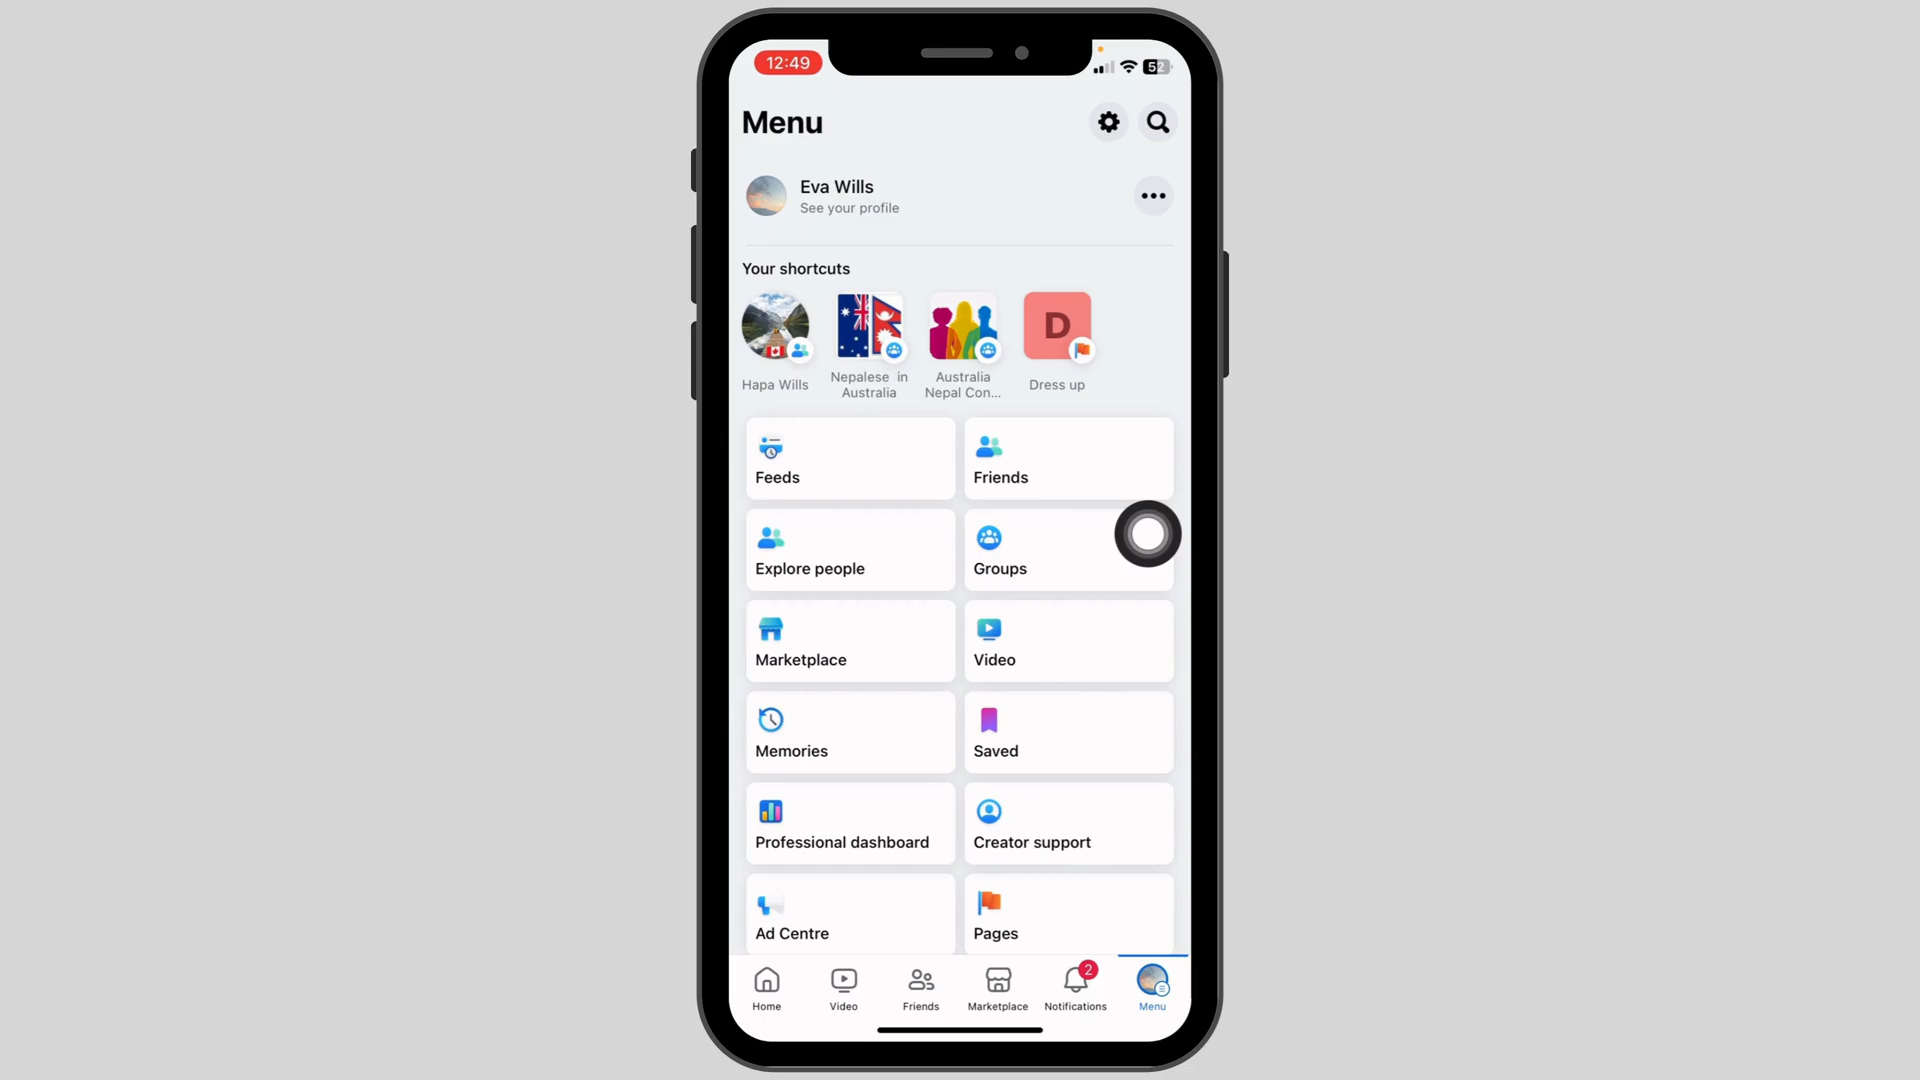 12:49
52
Menu
Eva Wills
See your profile
Your shortcuts
D
Hapa Wills
Nepalese in
Australia
Australia
Nepal Con...
Dress up
Feeds
Friends
Explore people
Groups
Marketplace
Video
Memories
Saved
Professional dashboard
Creator support
Ad Centre
Pages
2
Home
Video
Friends
Marketplace
Notifications
Menu